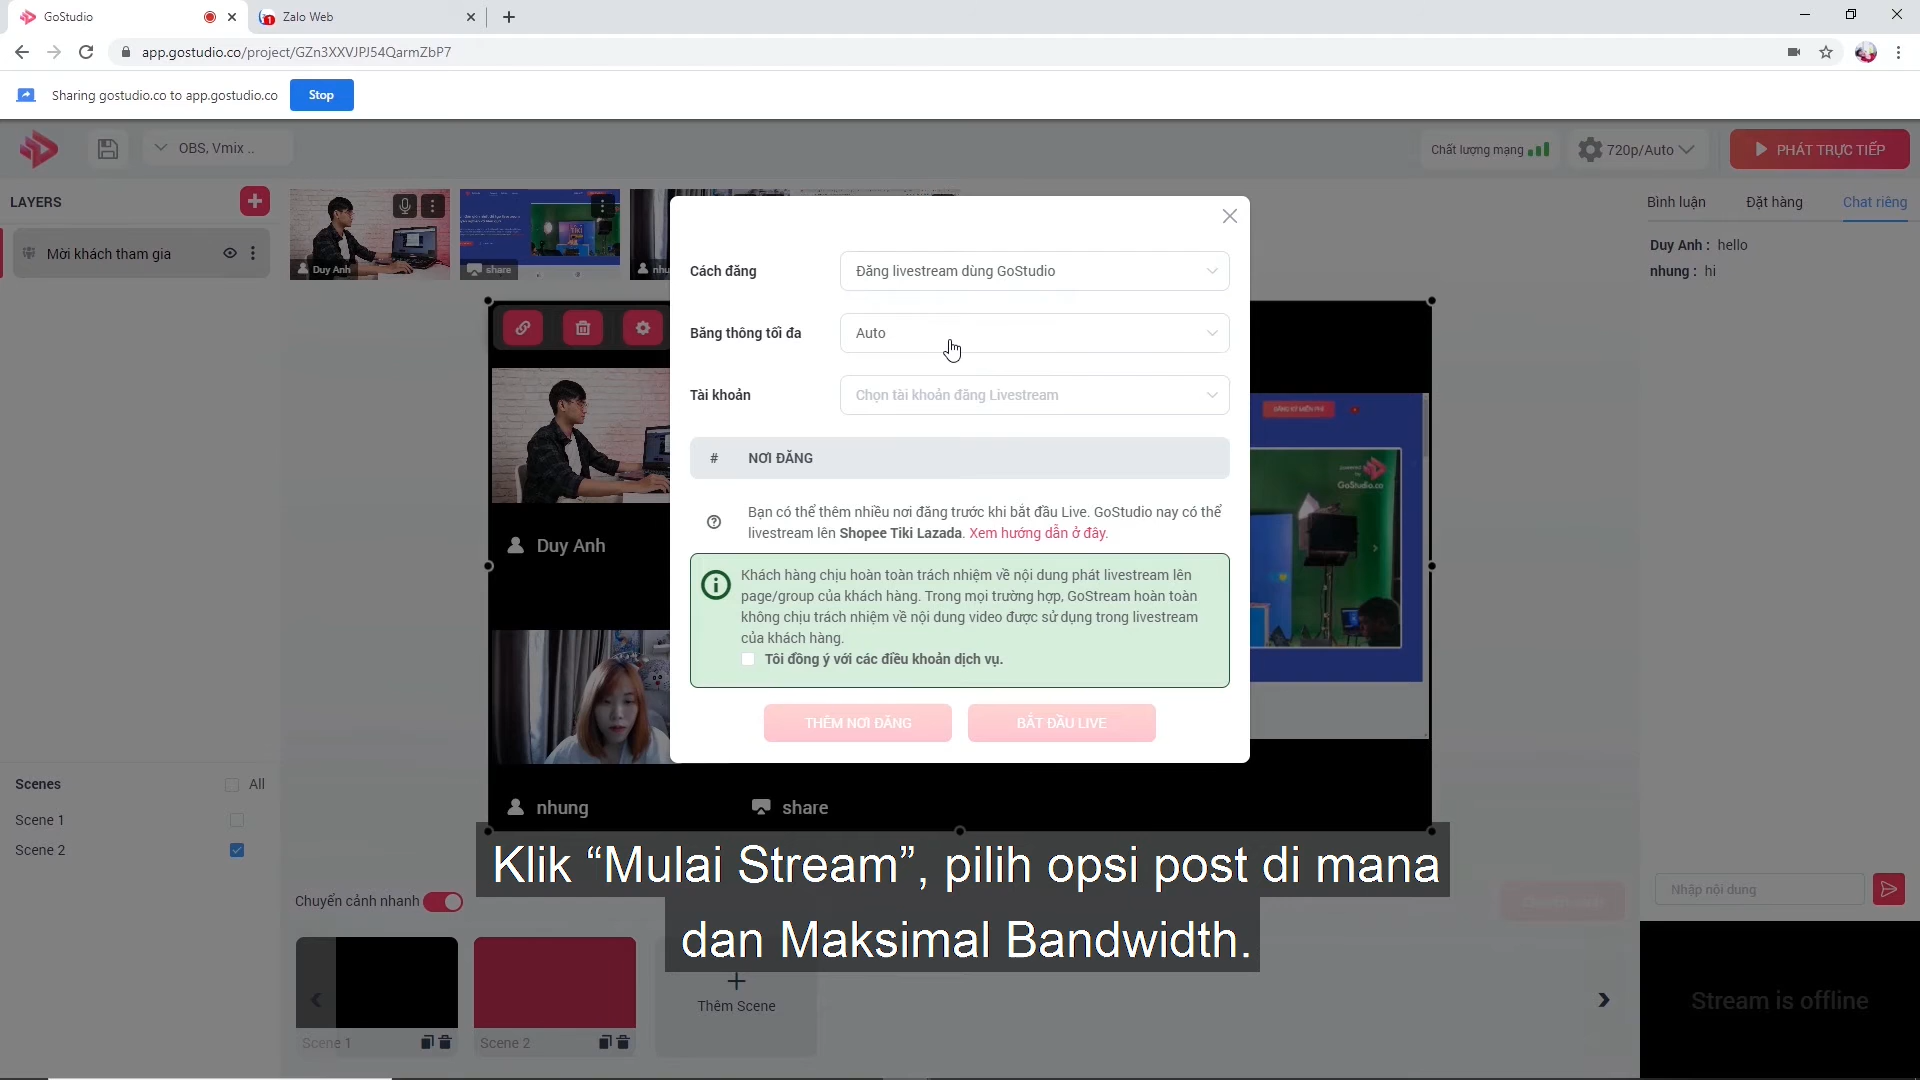 GoStudio
Zalo Web
app.gostudio.co/project/GZn3XXVJPJ54QarmZbP7
Sharing gostudio.co to app.gostudio.co
Stop
OBS, Vmix ..
Chất lượng mạng
720p/Auto
PHÁT TRỰC TIẾP
LAYERS
Mời khách tham gia
Duy Anh
share
nhu
Bình luận
Đặt hàng
Chat riêng
Duy Anh : hello
nhung : hi
Cách đăng
Đăng livestream dùng GoStudio
Băng thông tối đa
Auto
Tài khoản
Chọn tài khoản đăng Livestream
# NƠI ĐĂNG
Bạn có thể thêm nhiều nơi đăng trước khi bắt đầu Live. GoStudio nay có thể
livestream lên Shopee Tiki Lazada. Xem hướng dẫn ở đây.
Khách hàng chịu hoàn toàn trách nhiệm về nội dung phát livestream lên
page/group của khách hàng. Trong mọi trường hợp, GoStream hoàn toàn
không chịu trách nhiệm về nội dung video được sử dụng trong livestream
của khách hàng.
Tôi đồng ý với các điều khoản dịch vụ.
THÊM NƠI ĐĂNG
BẮT ĐẦU LIVE
ĐĂNG KÝ MIỄN PHÍ
GoStudio.co
Duy Anh
nhung
share
Scenes
All
Scene 1
Scene 2
Chuyển cảnh nhanh
Klik “Mulai Stream”, pilih opsi post di mana
dan Maksimal Bandwidth.
Nhập nội dung
Scene 1
Scene 2
Thêm Scene
Stream is offline